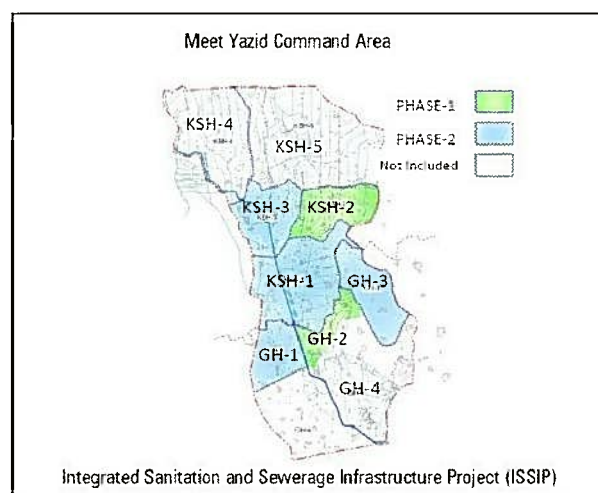 Meet Yazid Command Area
PHASE-1
PHASE-2
Not Included
KSH-4
KSH-5
KSH-3
KSH-2
KSH-1
GH-3
GH-2
GH-1
GH-4
Integrated Sanitation and Sewerage Infrastructure Project (ISSIP)